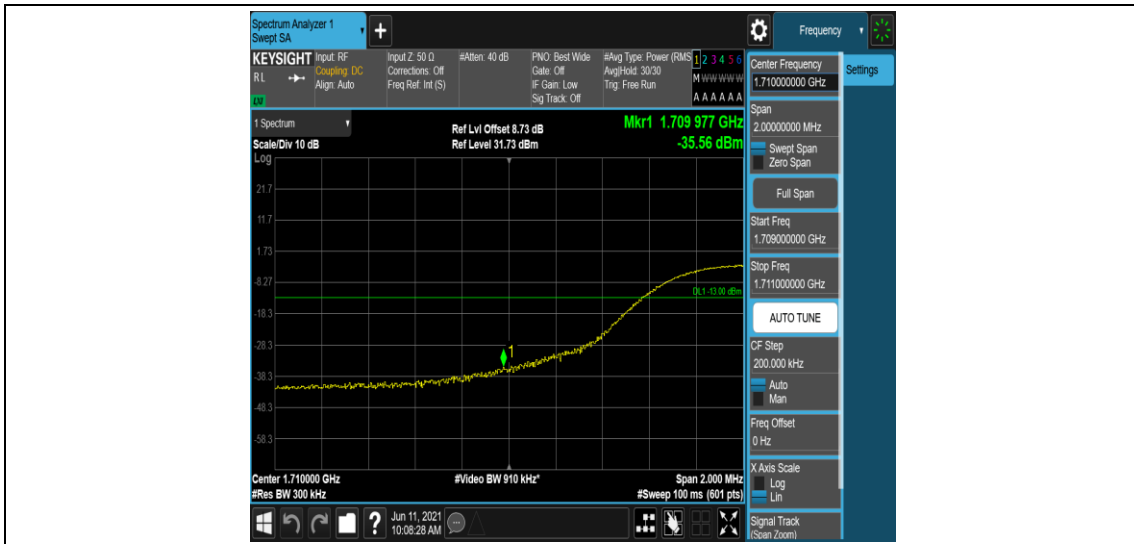 Spectrum Analyzer 1
Swept SA
Frequency
KEYSIGHT
RL
LXI
Input: RF
Coupling: DC
Align: Auto
Input Z: 50 Ω
Corrections: Off
Freq Ref: Int (S)
#Atten: 40 dB
PNO: Best Wide
Gate: Off
IF Gain: Low
Sig Track: Off
#Avg Type: Power (RMS
Avg|Hold: 30/30
Trig: Free Run
1 2 3 4 5 6
M W W W W W
A A A A A A
1 Spectrum
Scale/Div 10 dB
Ref Lvl Offset 8.73 dB
Ref Level 31.73 dBm
Mkr1 1.709 977 GHz
-35.56 dBm
Log
21.7
11.7
1.73
-8.27
-18.3
-28.3
-38.3
-48.3
-58.3
DL1 -13.00 dBm
1
Center 1.710000 GHz
#Res BW 300 kHz
#Video BW 910 kHz*
Span 2.000 MHz
#Sweep 100 ms (601 pts)
Jun 11, 2021
10:08:28 AM
Center Frequency
1.710000000 GHz
Settings
Span
2.00000000 MHz
Swept Span
Zero Span
Full Span
Start Freq
1.709000000 GHz
Stop Freq
1.711000000 GHz
AUTO TUNE
CF Step
200.000 kHz
Auto
Man
Freq Offset
0 Hz
X Axis Scale
Log
Lin
Signal Track
(Span Zoom)